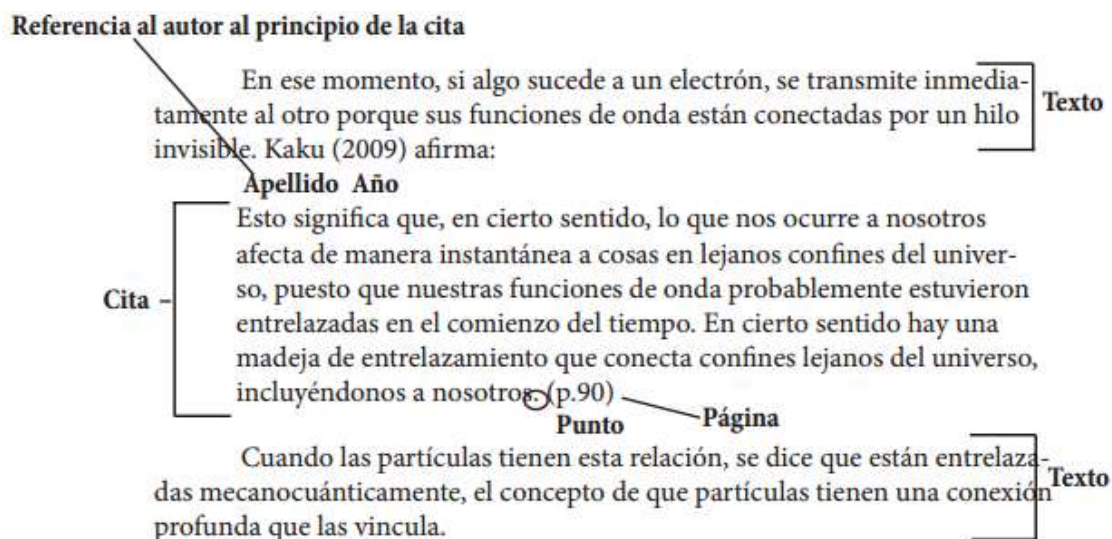 Referencia al autor al principio de la cita
En ese momento, si algo sucede a un electrón, se transmite inmedia-
tamente al otro porque sus funciones de onda están conectadas por un hilo
invisible. Kaku (2009) afirma:
Texto
Apellido Año
Cita
Esto significa que, en cierto sentido, lo que nos ocurre a nosotros
afecta de manera instantánea a cosas en lejanos confines del univer-
so, puesto que nuestras funciones de onda probablemente estuvieron
entrelazadas en el comienzo del tiempo. En cierto sentido hay una
madeja de entrelazamiento que conecta confines lejanos del universo,
incluyéndonos a nosotros. (p.90)
Punto
Página
Cuando las partículas tienen esta relación, se dice que están entrelaza-
das mecanocuánticamente, el concepto de que partículas tienen una conexión
profunda que las vincula.
Texto